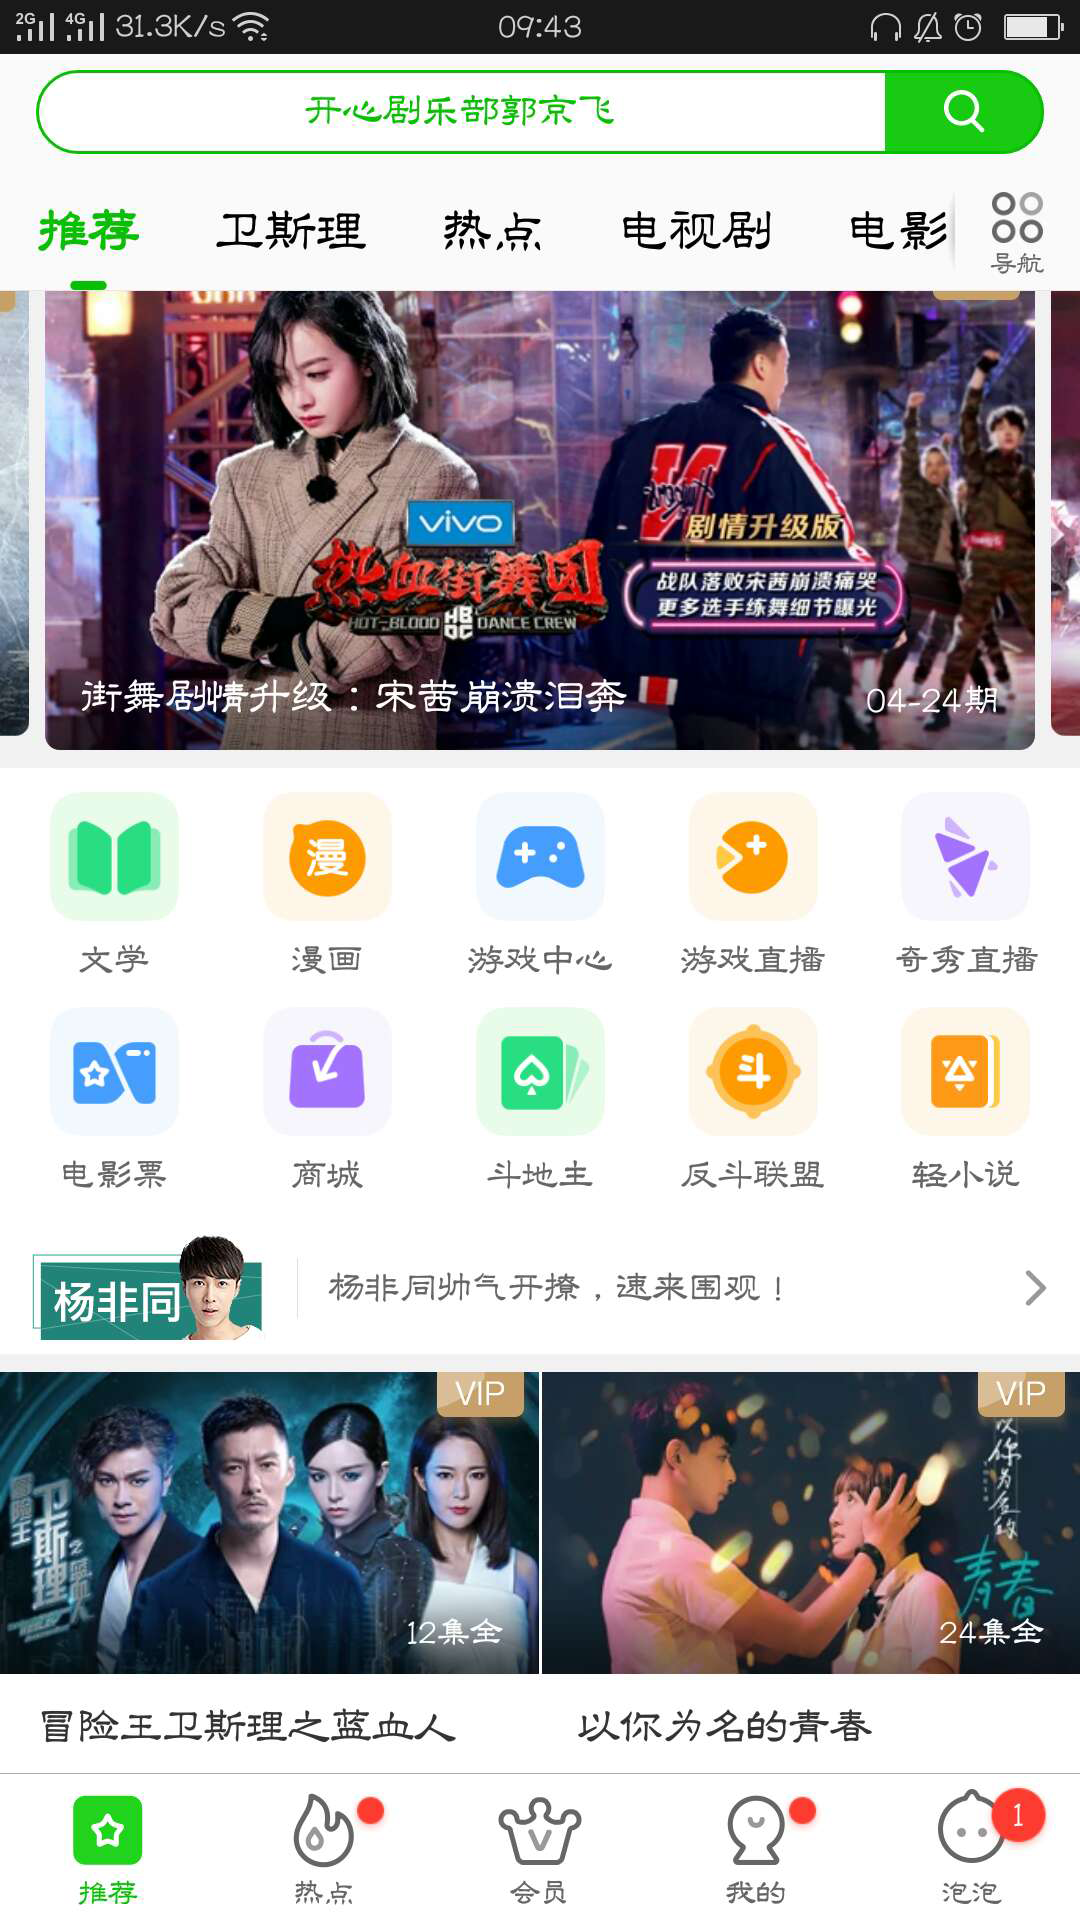 2G 4G 31.3K/s 09:43
开心剧乐部郭京飞
推荐 卫斯理 热点 电视剧 电影
导航
vivo
热血街舞团
HOT-BLOOD HBDC DANCE CREW
剧情升级版
战队落败宋茜崩溃痛哭
更多选手练舞细节曝光
街舞剧情升级：宋茜崩溃泪奔 04-24期
漫
文学 漫画 游戏中心 游戏直播 奇秀直播
斗
电影票 商城 斗地主 反斗联盟 轻小说
杨非同 杨非同帅气开撩，速来围观！
VIP VIP
冒险王
卫斯理
之蓝血人
以你为名的
青春
12集全 24集全
冒险王卫斯理之蓝血人 以你为名的青春
1
推荐 热点 会员 我的 泡泡